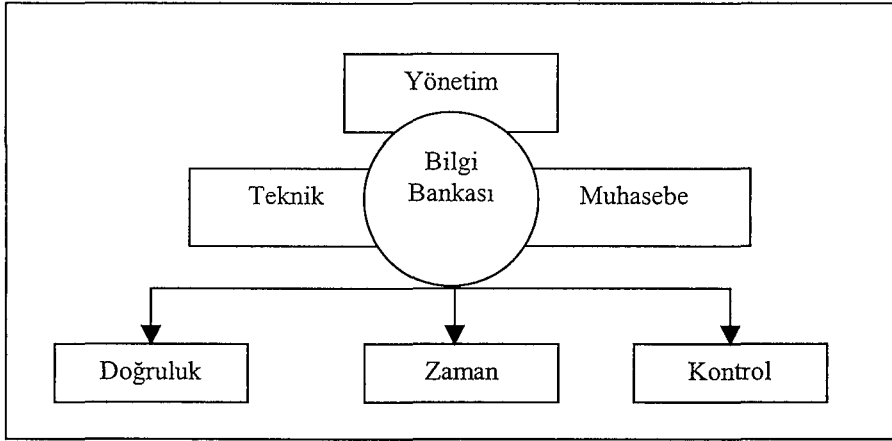 Yönetim
Bilgi
Bankası
Teknik
Muhasebe
Doğruluk
Zaman
Kontrol